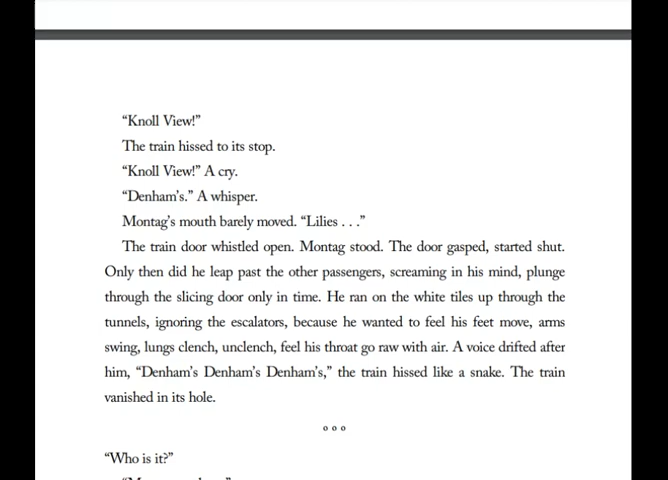 “Knoll View!”
The train hissed to its stop.
“Knoll View!” A cry.
“Denham’s.” A whisper.
Montag’s mouth barely moved. “Lilies . . .”
The train door whistled open. Montag stood. The door gasped, started shut.
Only then did he leap past the other passengers, screaming in his mind, plunge
through the slicing door only in time. He ran on the white tiles up through the
tunnels, ignoring the escalators, because he wanted to feel his feet move, arms
swing, lungs clench, unclench, feel his throat go raw with air. A voice drifted after
him, “Denham’s Denham’s Denham’s,” the train hissed like a snake. The train
vanished in its hole.
o o o
“Who is it?”